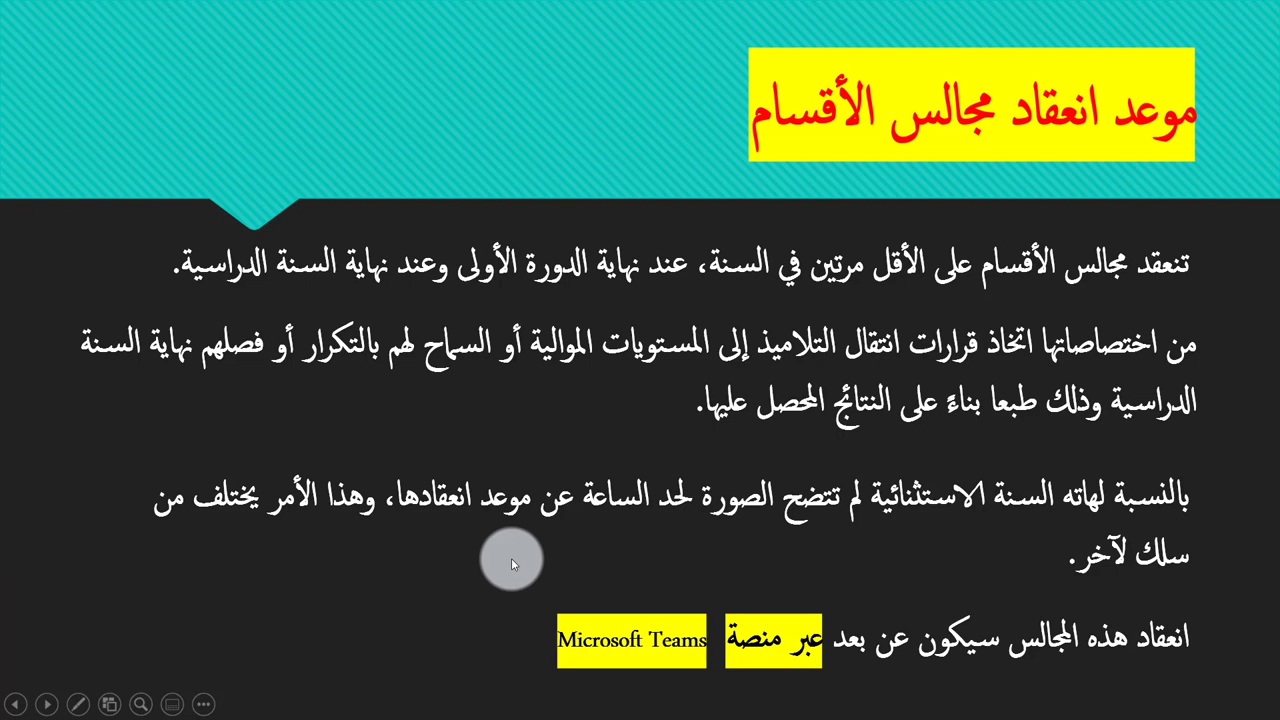 موعد انعقاد مجالس الأقسام
تنعقد مجالس الأقسام على الأقل مرتين في السنة، عند نهاية الدورة الأولى وعند نهاية السنة الدراسية.
من اختصاصاتها اتخاذ قرارات انتقال التلاميذ إلى المستويات الموالية أو السماح لهم بالتكرار أو فصلهم نهاية السنة
الدراسية وذلك طبعا بناءً على النتائج المحصل عليها.
بالنسبة لهاته السنة الاستثنائية لم تتضح الصورة لحد الساعة عن موعد انعقادها، وهذا الأمر يختلف من
سلك لآخر.
انعقاد هذه المجالس سيكون عن بعد عبر منصة Microsoft Teams